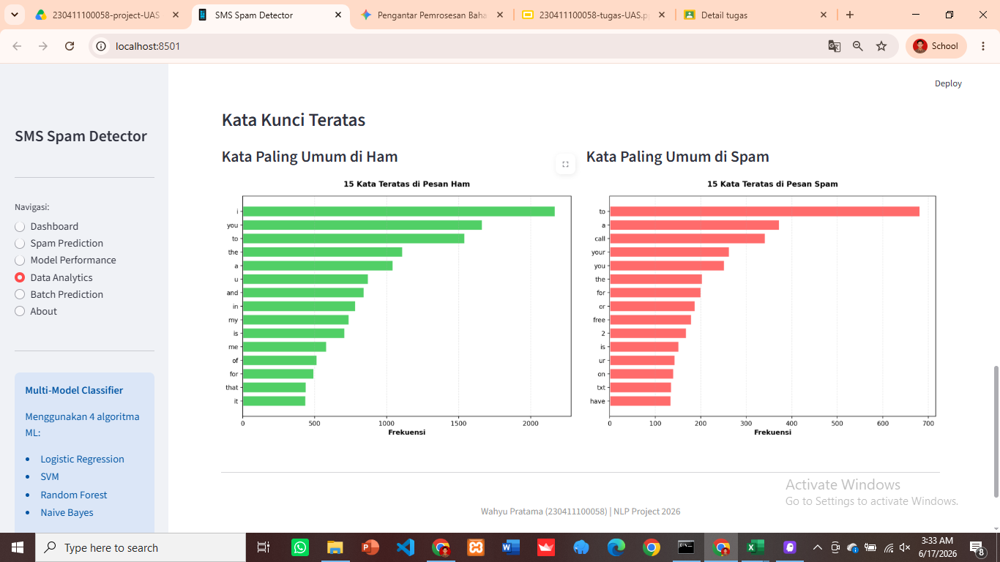 230411100058-project-UAS
SMS Spam Detector
Pengantar Pemrosesan Baha
230411100058-tugas-UAS.p
Detail tugas
localhost:8501
School
Deploy
SMS Spam Detector
Navigasi:
Dashboard
Spam Prediction
Model Performance
Data Analytics
Batch Prediction
About
Multi-Model Classifier
Menggunakan 4 algoritma
ML:
• Logistic Regression
• SVM
• Random Forest
• Naive Bayes
Kata Kunci Teratas
Kata Paling Umum di Ham
15 Kata Teratas di Pesan Ham
i
you
to
the
a
u
and
in
my
is
me
of
for
that
it
0 500 1000 1500 2000
Frekuensi
Kata Paling Umum di Spam
15 Kata Teratas di Pesan Spam
to
a
call
your
you
the
for
or
free
2
is
ur
on
txt
have
0 100 200 300 400 500 600 700
Frekuensi
Activate Windows
Go to Settings to activate Windows.
Wahyu Pratama (230411100058) | NLP Project 2026
Type here to search
3:33 AM
6/17/2026
8